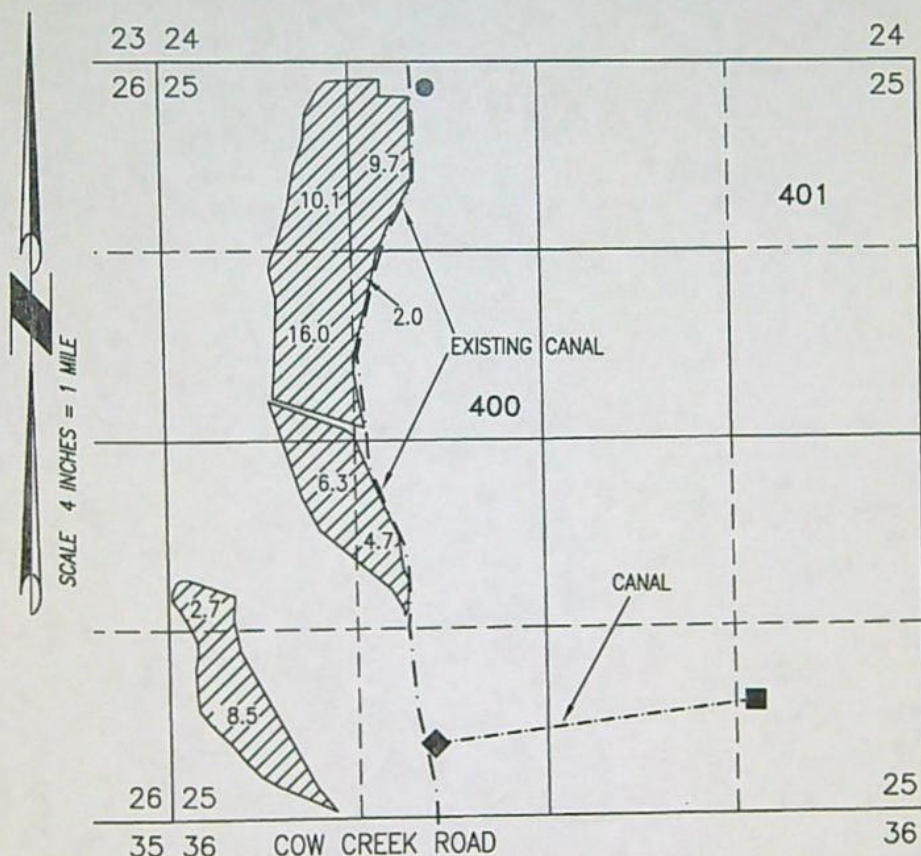 23 24 24
26 25 25
401
9.7
10.1
2.0
16.0
EXISTING CANAL
400
SCALE 4 INCHES = 1 MILE
6.3
4.7
CANAL
2.7
8.5
26 25 25
35 36 COW CREEK ROAD 36